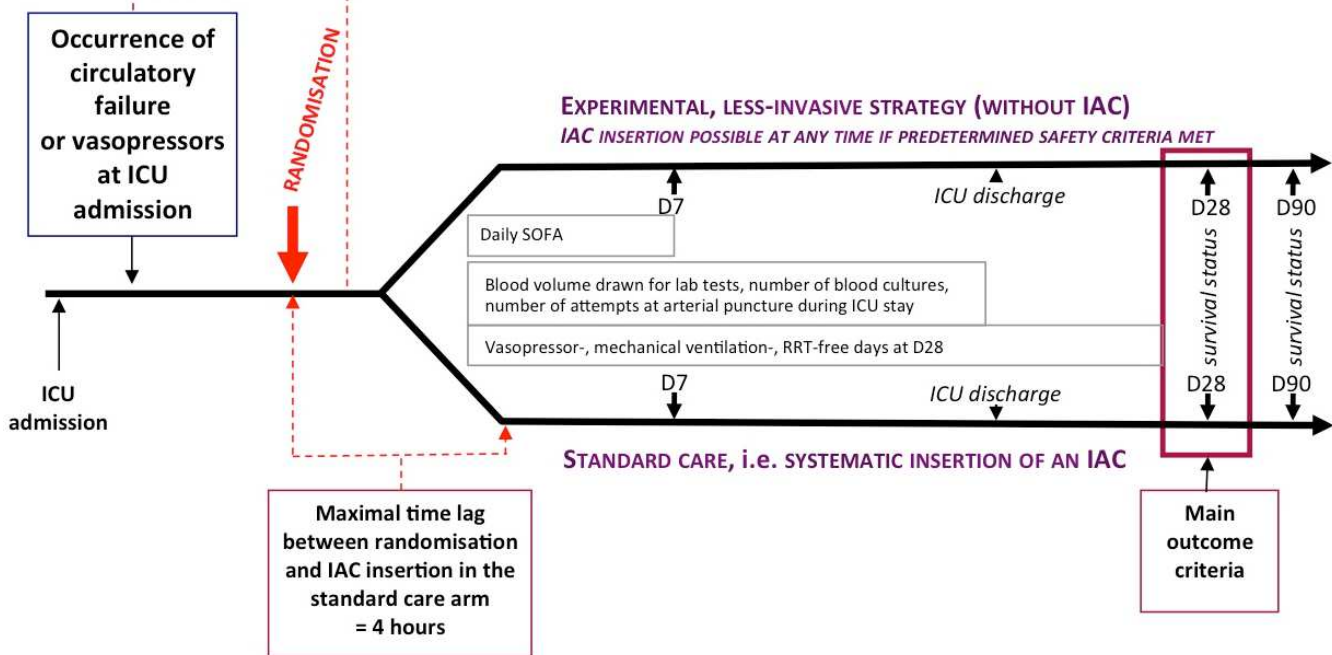 Occurrence of
circulatory
failure
or vasopressors
at ICU
admission
RANDOMISATION
ICU
admission
EXPERIMENTAL, LESS-INVASIVE STRATEGY (WITHOUT IAC)
IAC INSERTION POSSIBLE AT ANY TIME IF PREDETERMINED SAFETY CRITERIA MET
D7
ICU discharge
D28
D90
Daily SOFA
Blood volume drawn for lab tests, number of blood cultures,
number of attempts at arterial puncture during ICU stay
Vasopressor-, mechanical ventilation-, RRT-free days at D28
survival status
survival status
D7
ICU discharge
D28
D90
STANDARD CARE, i.e. SYSTEMATIC INSERTION OF AN IAC
Maximal time lag
between randomisation
and IAC insertion in the
standard care arm
= 4 hours
Main
outcome
criteria